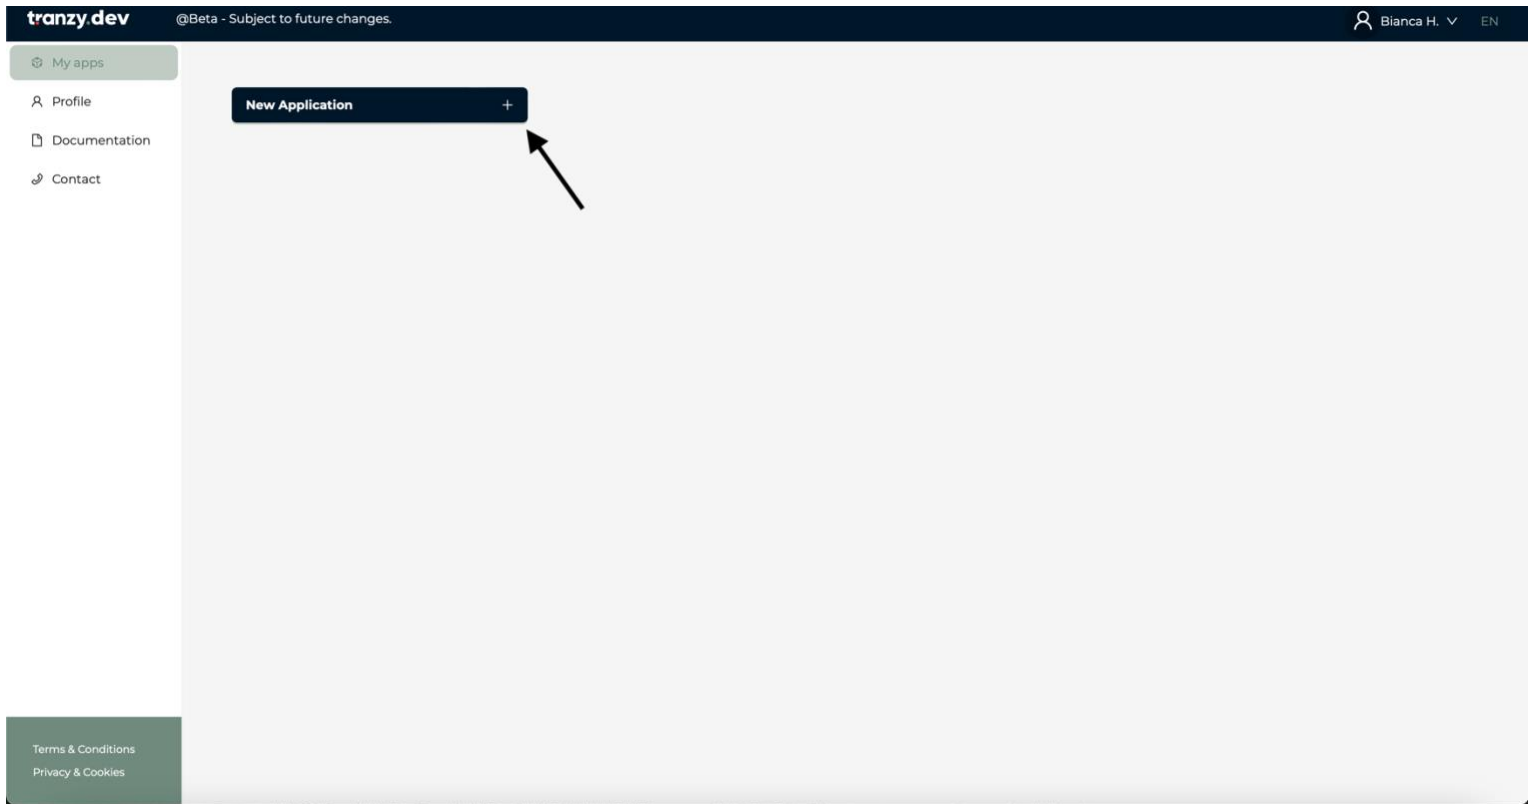 tranzy.dev @Beta - Subject to future changes. Bianca H. EN
My apps
Profile
Documentation
Contact
New Application +
Terms & Conditions
Privacy & Cookies